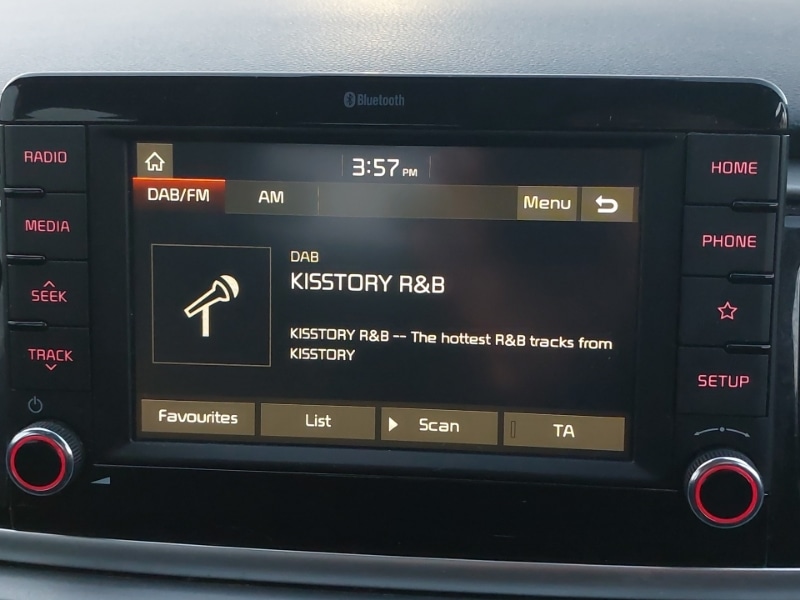 Bluetooth
RADIO
MEDIA
SEEK
TRACK
3:57 PM
DAB/FM
AM
Menu
DAB
KISSTORY R&B
KISSTORY R&B -- The hottest R&B tracks from
KISSTORY
Favourites
List
Scan
TA
HOME
PHONE
SETUP